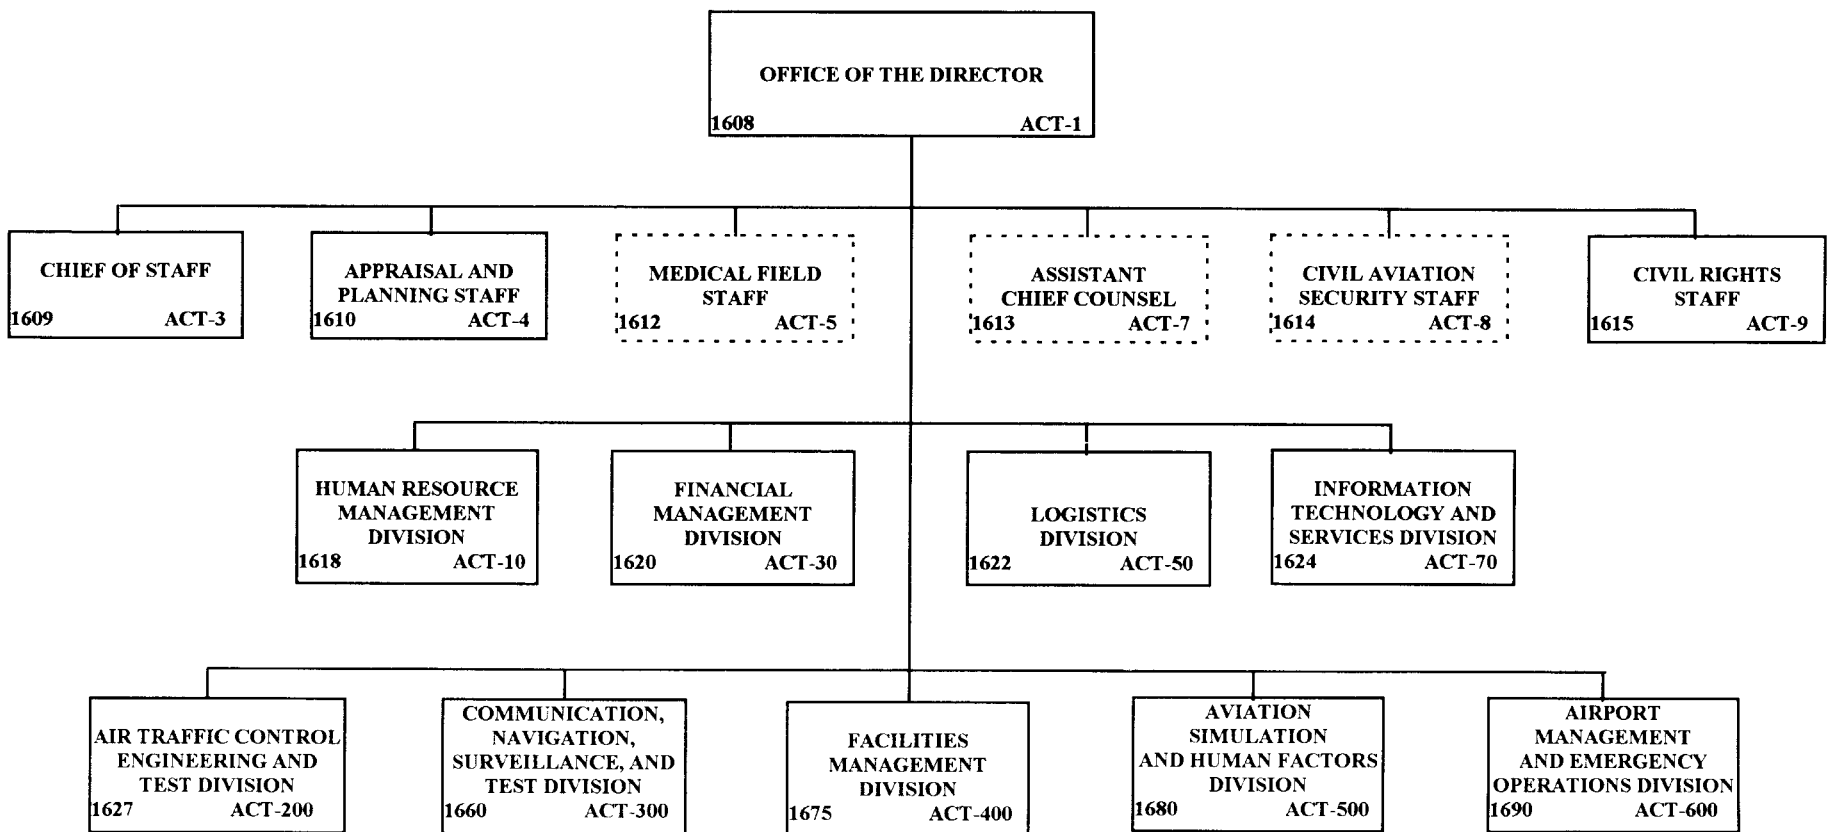 OFFICE OF THE DIRECTOR
1608 ACT-1
CHIEF OF STAFF
1609 ACT-3
APPRAISAL AND
PLANNING STAFF
1610 ACT-4
MEDICAL FIELD
STAFF
1612 ACT-5
ASSISTANT
CHIEF COUNSEL
1613 ACT-7
CIVIL AVIATION
SECURITY STAFF
1614 ACT-8
CIVIL RIGHTS
STAFF
1615 ACT-9
HUMAN RESOURCE
MANAGEMENT
DIVISION
1618 ACT-10
FINANCIAL
MANAGEMENT
DIVISION
1620 ACT-30
LOGISTICS
DIVISION
1622 ACT-50
INFORMATION
TECHNOLOGY AND
SERVICES DIVISION
1624 ACT-70
AIR TRAFFIC CONTROL
ENGINEERING AND
TEST DIVISION
1627 ACT-200
COMMUNICATION,
NAVIGATION,
SURVEILLANCE, AND
TEST DIVISION
1660 ACT-300
FACILITIES
MANAGEMENT
DIVISION
1675 ACT-400
AVIATION
SIMULATION
AND HUMAN FACTORS
DIVISION
1680 ACT-500
AIRPORT
MANAGEMENT
AND EMERGENCY
OPERATIONS DIVISION
1690 ACT-600